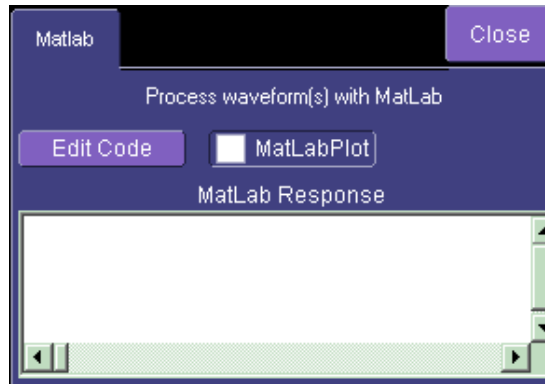 Matlab
Close
Process waveform(s) with MatLab
Edit Code
MatLabPlot
MatLab Response